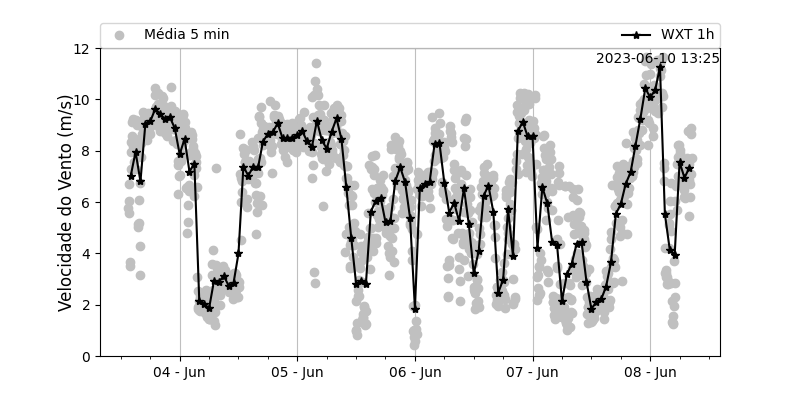 Média 5 min
WXT 1h
2023-06-10 13:25
Velocidade do Vento (m/s)
12
10
8
6
4
2
0
04 - Jun
05 - Jun
06 - Jun
07 - Jun
08 - Jun